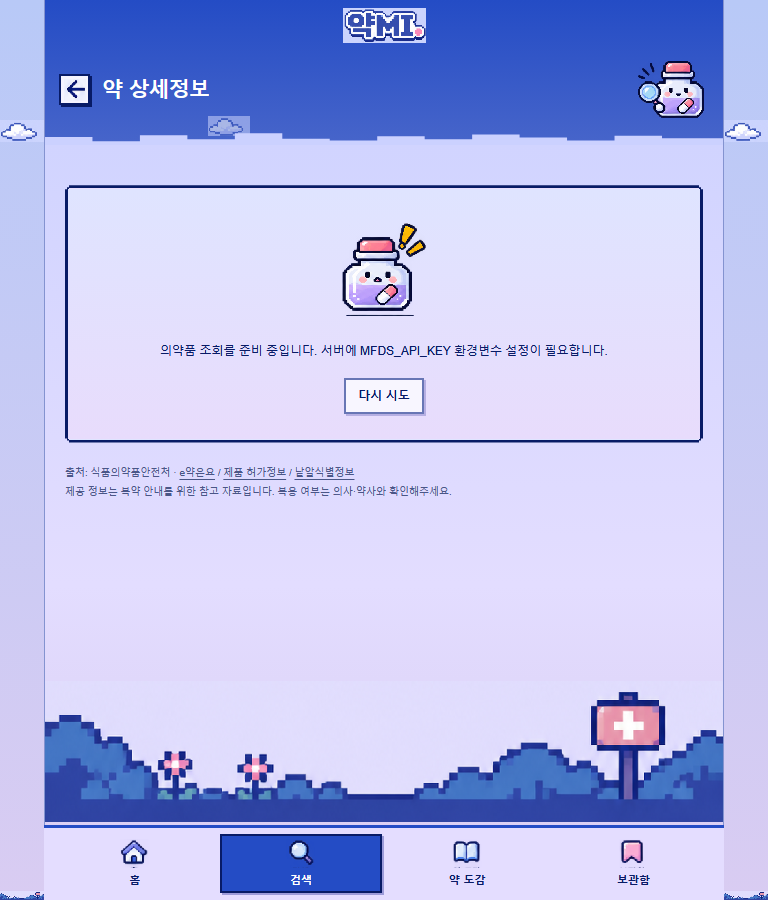 약MI.
약 상세정보
의약품 조회를 준비 중입니다. 서버에 MFDS_API_KEY 환경변수 설정이 필요합니다.
다시 시도
출처: 식품의약품안전처 · e약은요 / 제품 허가정보 / 낱알식별정보
제공 정보는 복약 안내를 위한 참고 자료입니다. 복용 여부는 의사·약사와 확인해주세요.
홈
검색
약 도감
보관함